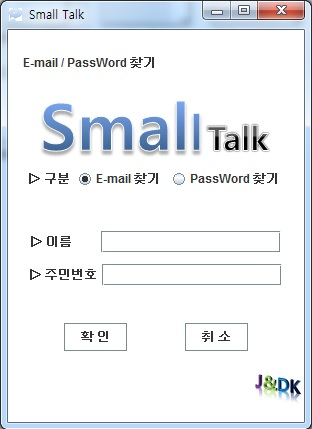 Small Talk
E-mail / PassWord 찾기
Small Talk
▷ 구분 E-mail 찾기 PassWord 찾기
▷ 이름
▷ 주민번호
확 인 취 소
J&DK